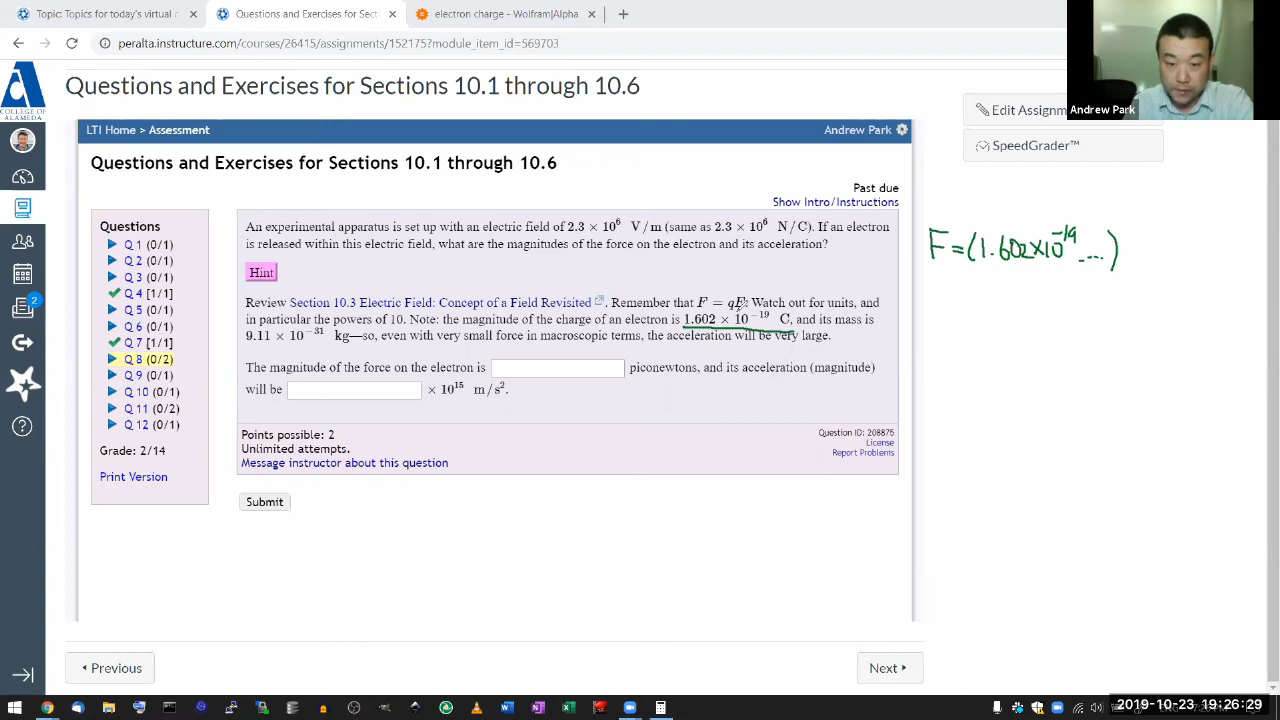 Topic: Topics for today's virtual c
Questions and Exercises for Secti
electron charge - Wolfram|Alpha
peralta.instructure.com/courses/26415/assignments/152175?module_item_id=569703
Andrew Park
COLLEGE OF ALAMEDA
Questions and Exercises for Sections 10.1 through 10.6
Edit Assignm
SpeedGrader™
LTI Home > Assessment
Andrew Park
Questions and Exercises for Sections 10.1 through 10.6
Past due
Show Intro/Instructions
Questions
Q 1 (0/1)
Q 2 (0/1)
Q 3 (0/1)
Q 4 [1/1]
Q 5 (0/1)
Q 6 (0/1)
Q 7 [1/1]
Q 8 (0/2)
Q 9 (0/1)
Q 10 (0/1)
Q 11 (0/2)
Q 12 (0/1)
Grade: 2/14
Print Version
2
An experimental apparatus is set up with an electric field of 2.3 × 10⁶ V/m (same as 2.3 × 10⁶ N/C). If an electron
is released within this electric field, what are the magnitudes of the force on the electron and its acceleration?
Hint
Review Section 10.3 Electric Field: Concept of a Field Revisited. Remember that F = qE. Watch out for units, and
in particular the powers of 10. Note: the magnitude of the charge of an electron is 1.602 × 10⁻¹⁹ C, and its mass is
9.11 × 10⁻³¹ kg—so, even with very small force in macroscopic terms, the acceleration will be very large.
The magnitude of the force on the electron is piconewtons, and its acceleration (magnitude)
will be × 10¹⁵ m/s².
Points possible: 2
Unlimited attempts.
Message instructor about this question
Question ID: 208875
License
Report Problems
Submit
F=(1.602×10⁻¹⁹ ...)
Previous
Next
2019-10-23 19:26:29